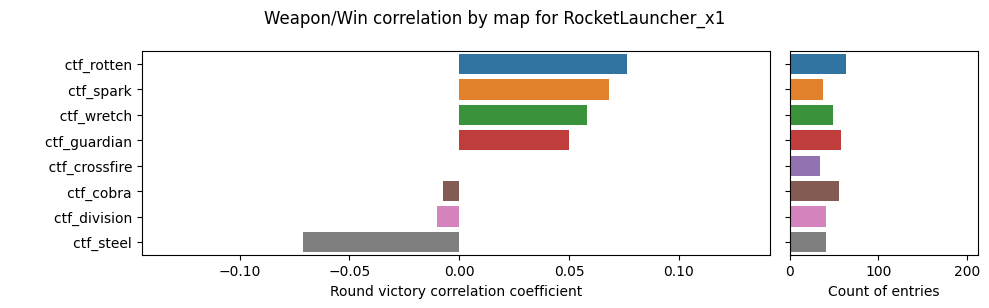 Weapon/Win correlation by map for RocketLauncher_x1
ctf_rotten
ctf_spark
ctf_wretch
ctf_guardian
ctf_crossfire
ctf_cobra
ctf_division
ctf_steel
−0.10 −0.05 0.00 0.05 0.10
Round victory correlation coefficient
0 100 200
Count of entries